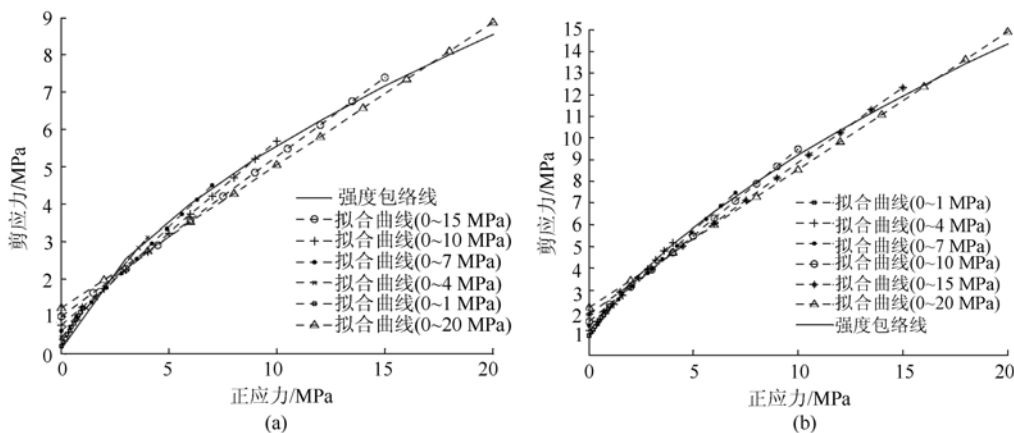 9
8
7
6
5
4
3
2
1
0
剪应力/MPa
强度包络线
拟合曲线(0~15 MPa)
拟合曲线(0~10 MPa)
拟合曲线(0~7 MPa)
拟合曲线(0~4 MPa)
拟合曲线(0~1 MPa)
拟合曲线(0~20 MPa)
0 5 10 15 20
正应力/MPa
(a)
15
14
13
12
11
10
9
8
7
6
5
4
3
2
1
剪应力/MPa
拟合曲线(0~1 MPa)
拟合曲线(0~4 MPa)
拟合曲线(0~7 MPa)
拟合曲线(0~10 MPa)
拟合曲线(0~15 MPa)
拟合曲线(0~20 MPa)
强度包络线
0 5 10 15 20
正应力/MPa
(b)